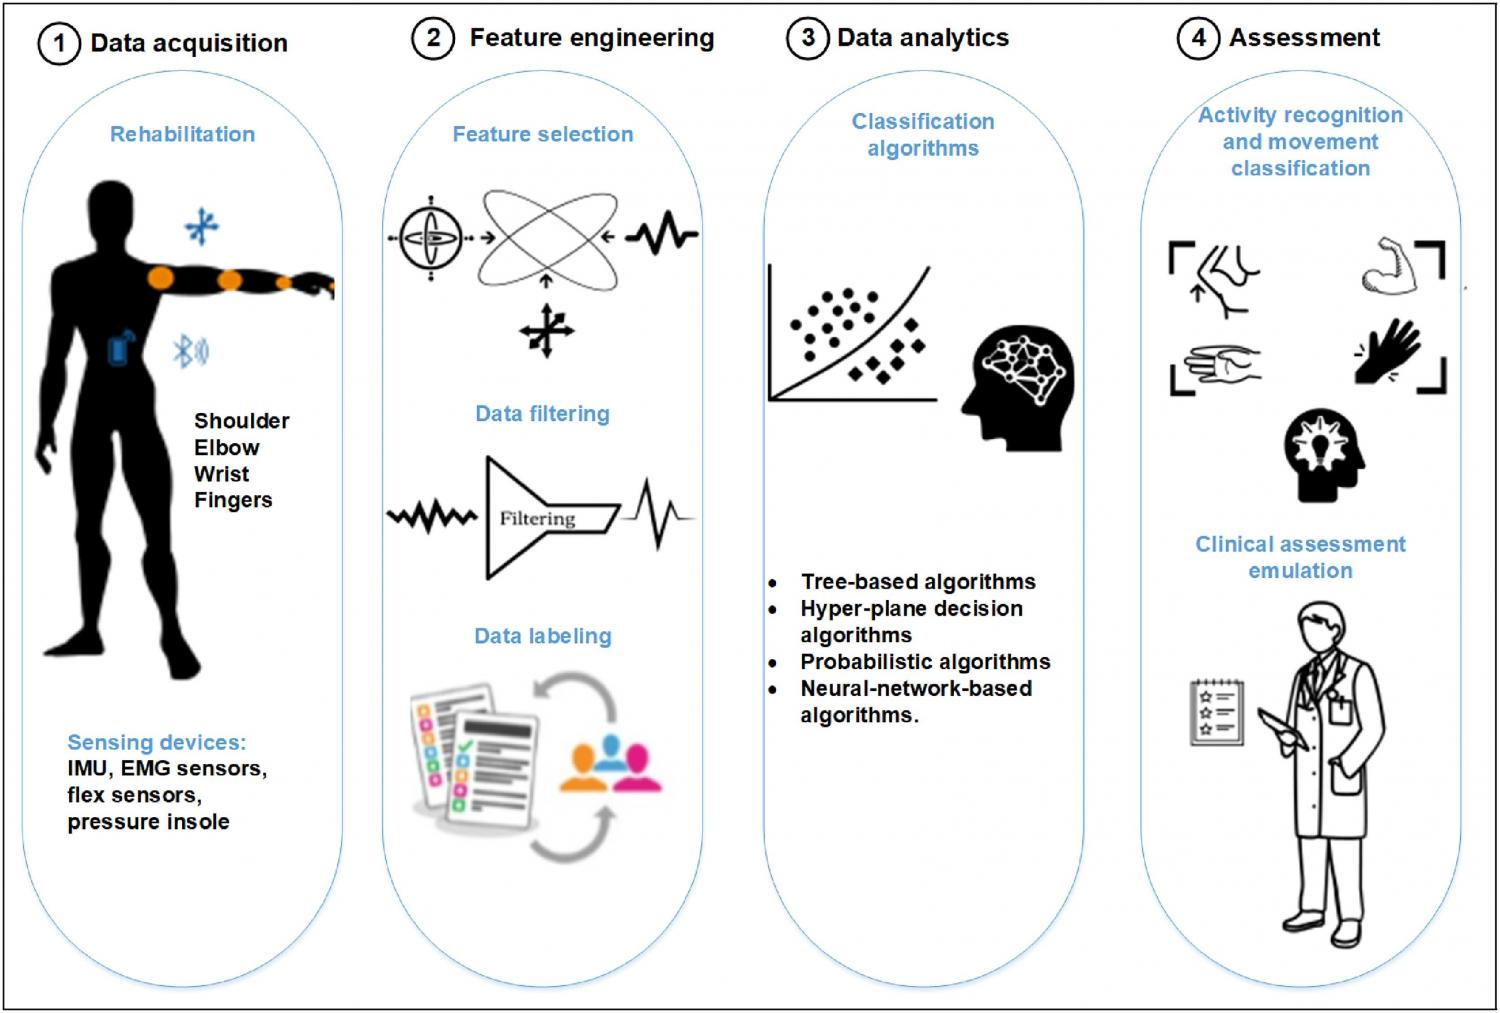 1 Data acquisition
Rehabilitation
Shoulder
Elbow
Wrist
Fingers
Sensing devices:
IMU, EMG sensors,
flex sensors,
pressure insole
2 Feature engineering
Feature selection
Data filtering
Filtering
Data labeling
3 Data analytics
Classification
algorithms
• Tree-based algorithms
• Hyper-plane decision
algorithms
• Probabilistic algorithms
• Neural-network-based
algorithms.
4 Assessment
Activity recognition
and movement
classification
Clinical assessment
emulation